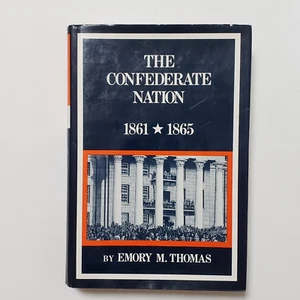 THE
CONFEDERATE
NATION
1861 ★ 1865
BY EMORY M. THOMAS